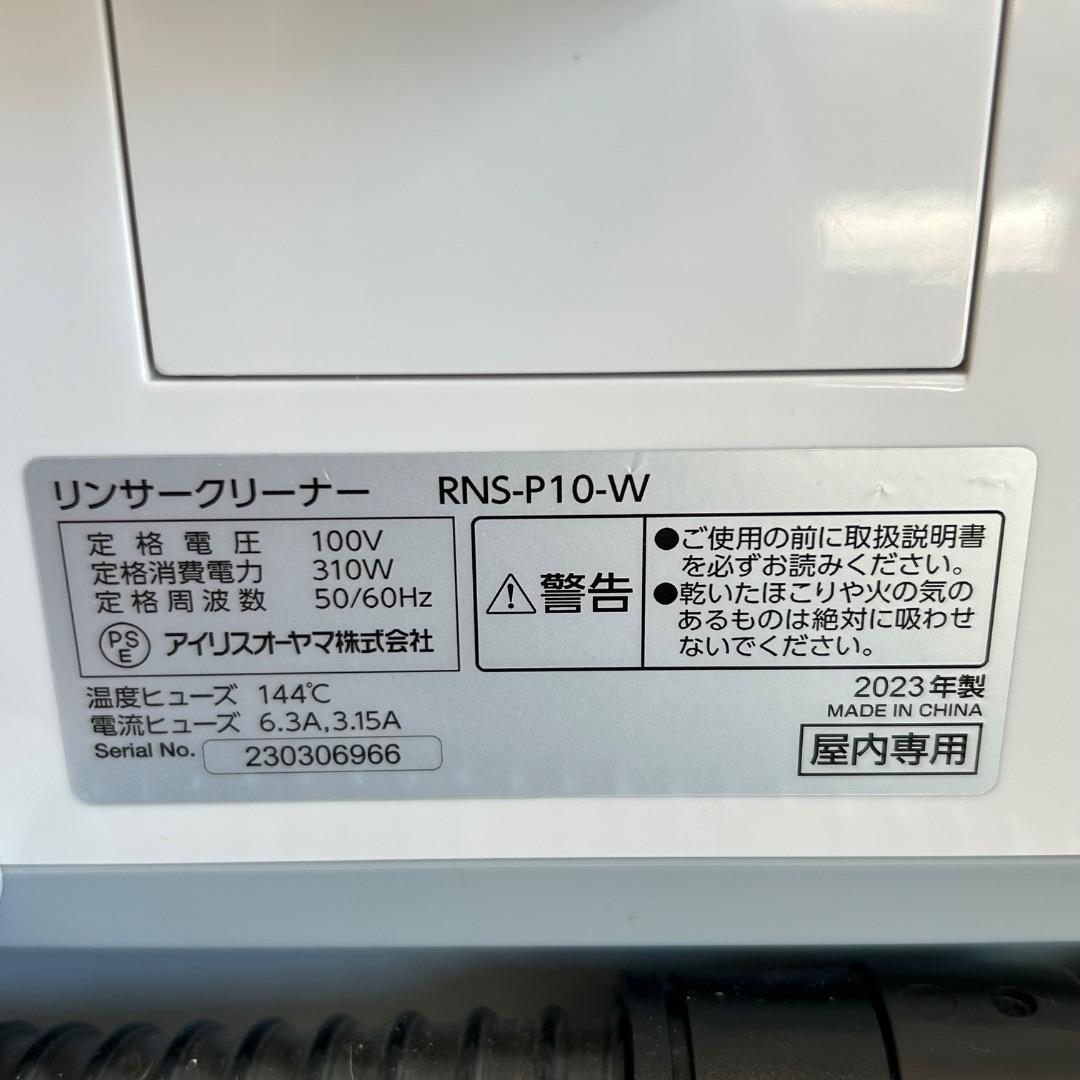 リンサークリーナー RNS-P10-W
定格電圧 100V
定格消費電力 310W
定格周波数 50/60Hz
PSE アイリスオーヤマ株式会社
警告
●ご使用の前に取扱説明書
を必ずお読みください。
●乾いたほこりや火の気の
あるものは絶対に吸わせ
ないでください。
温度ヒューズ 144℃
電流ヒューズ 6.3A,3.15A
Serial No. 230306966
2023年製
MADE IN CHINA
屋内専用